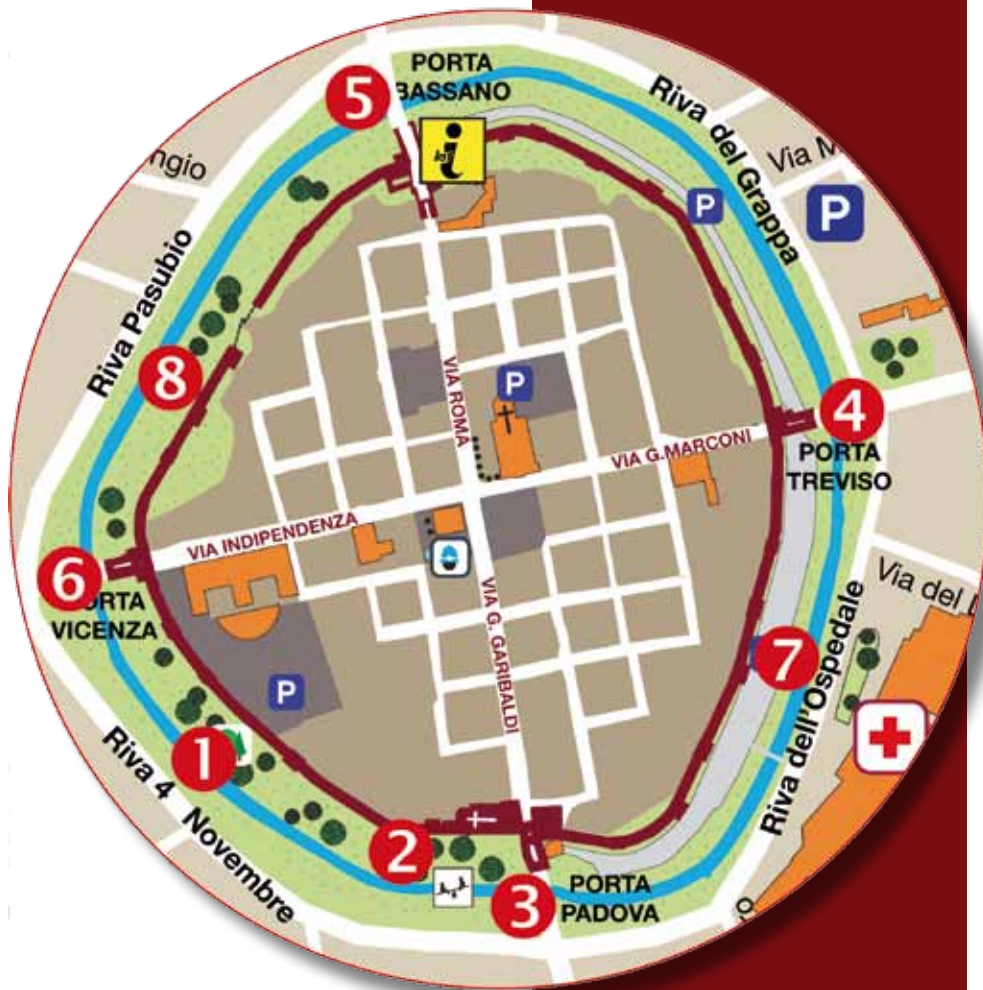 PORTA
BASSANO
5
i
Riva del Grappa
Via M
P
P
Riva Pasubio
8
VIA ROMA
P
4
PORTA
TREVISO
VIA G.MARCONI
VIA INDIPENDENZA
6
PORTA
VICENZA
VIA G. GARIBALDI
Via del
7
P
1
Riva 4 Novembre
Riva dell'Ospedale
2
3
PORTA
PADOVA